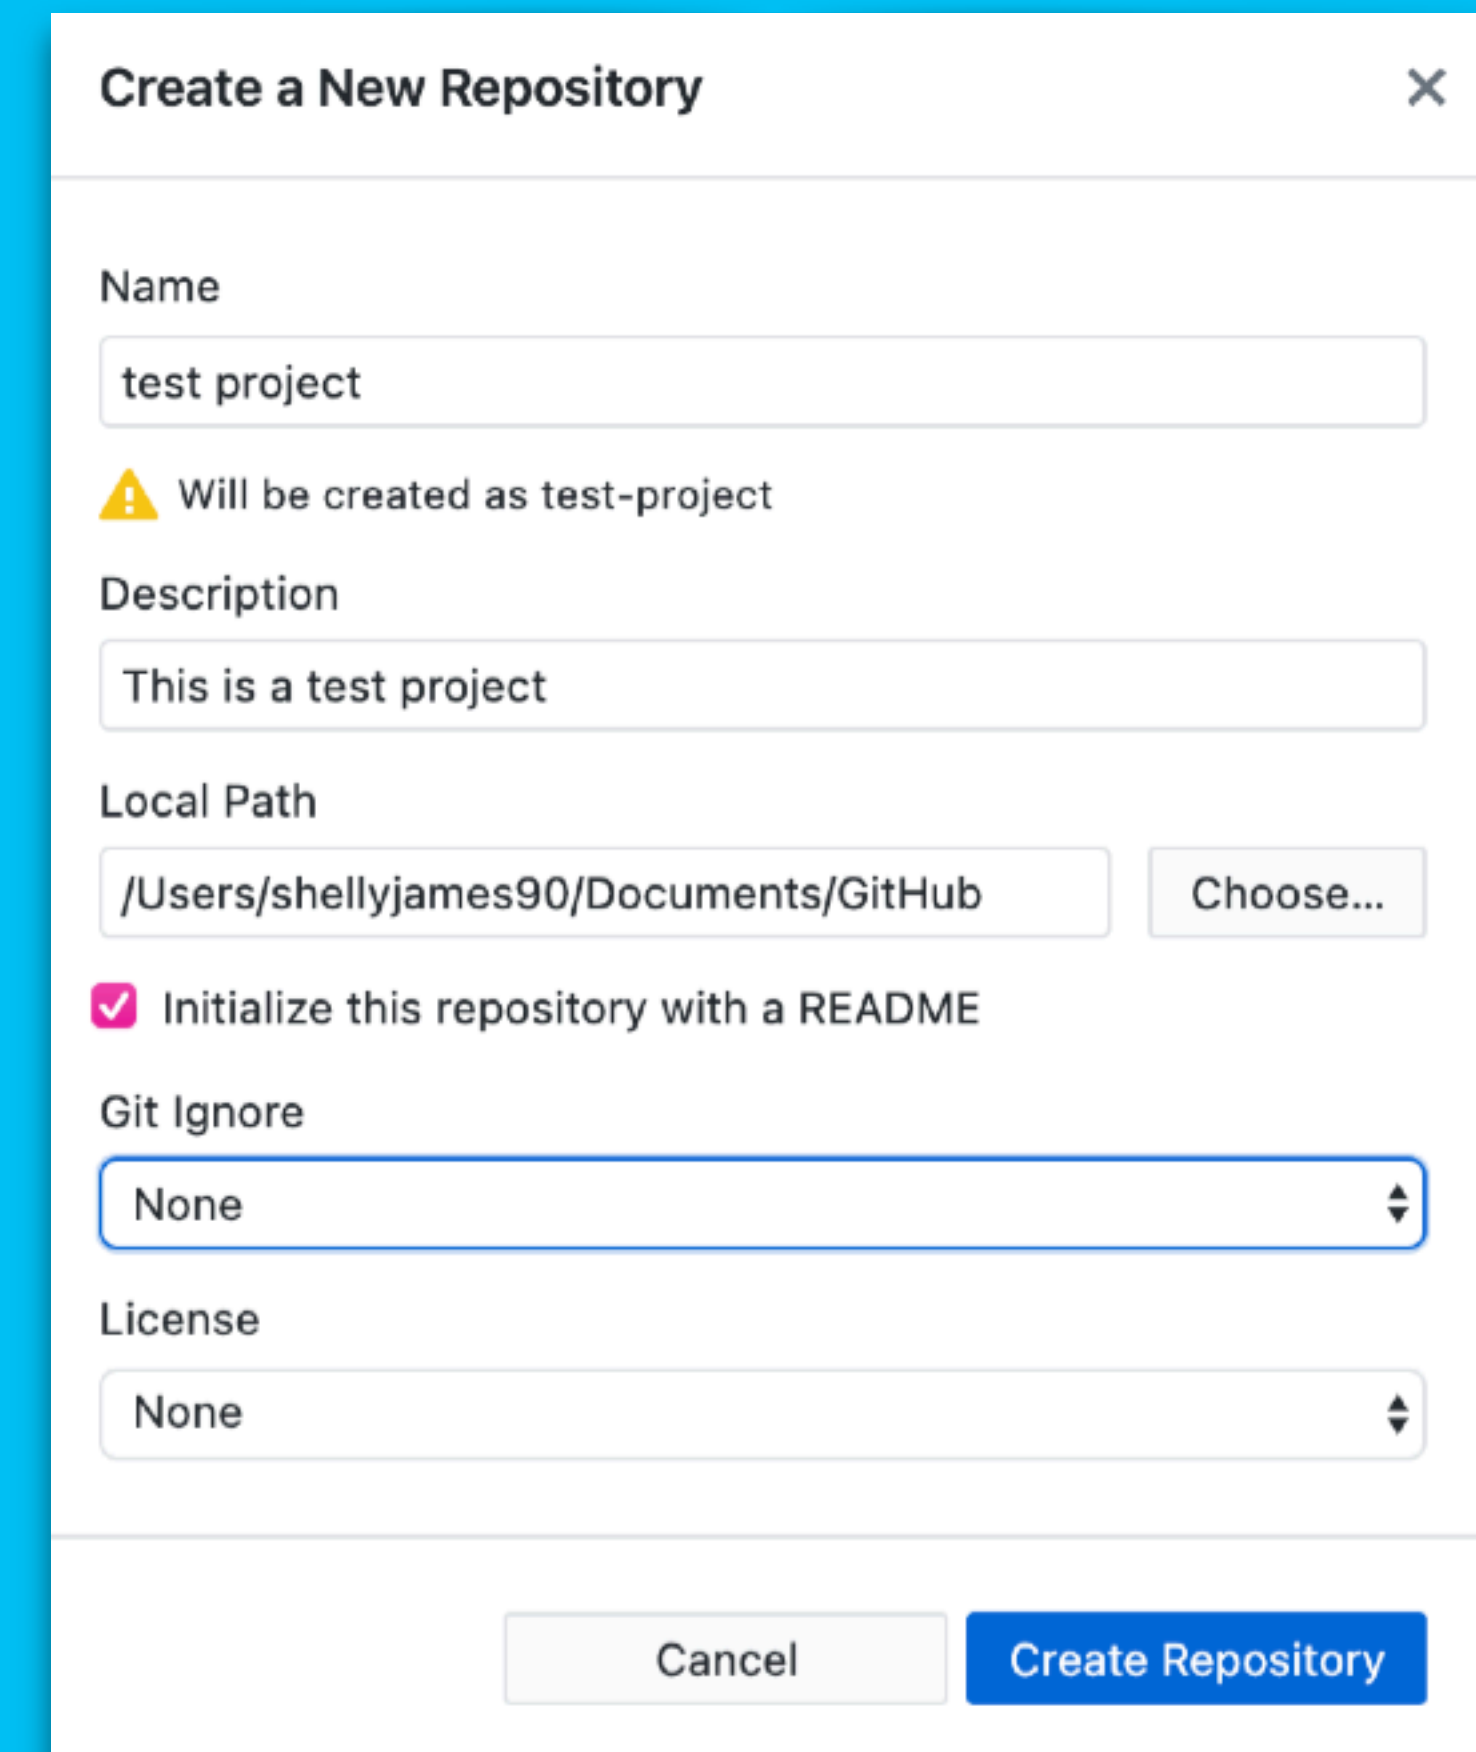 Create a New Repository
Name
test project
Will be created as test-project
Description
This is a test project
Local Path
/Users/shellyjames90/Documents/GitHub
Choose...
Initialize this repository with a README
Git Ignore
None
License
None
Cancel
Create Repository